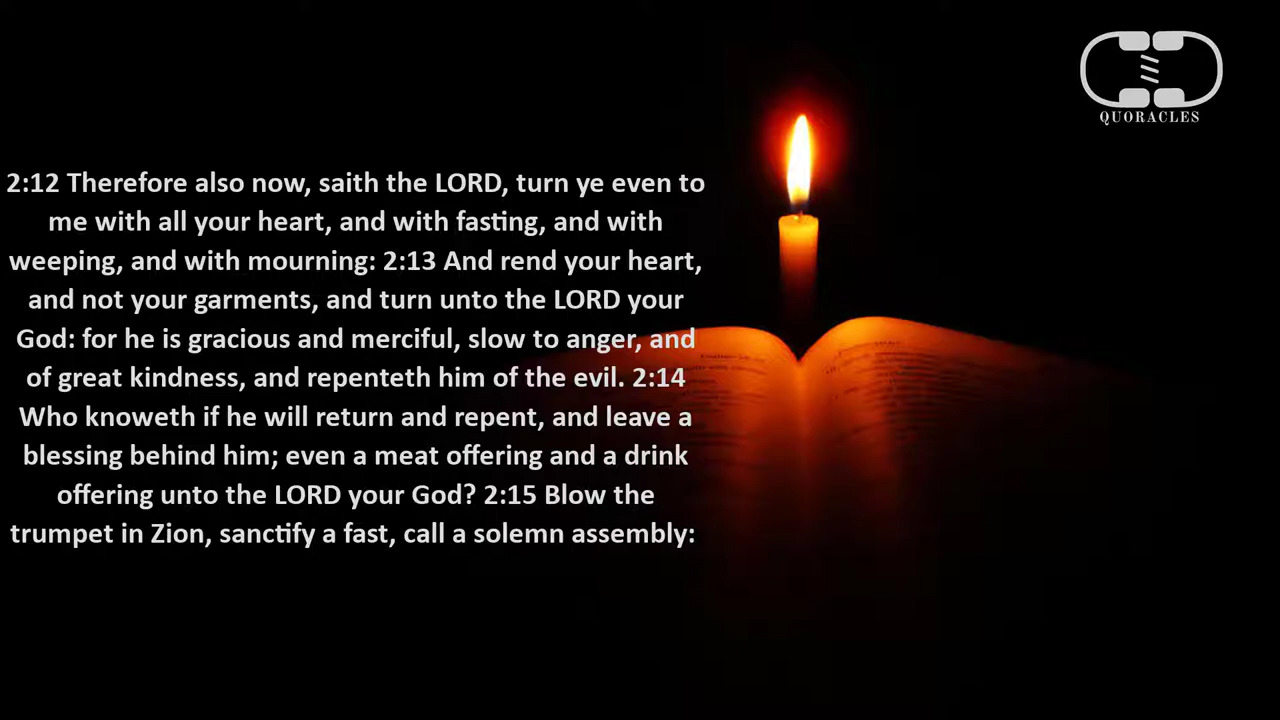 QUORACLES
2:12 Therefore also now, saith the LORD, turn ye even to
me with all your heart, and with fasting, and with
weeping, and with mourning: 2:13 And rend your heart,
and not your garments, and turn unto the LORD your
God: for he is gracious and merciful, slow to anger, and
of great kindness, and repenteth him of the evil. 2:14
Who knoweth if he will return and repent, and leave a
blessing behind him; even a meat offering and a drink
offering unto the LORD your God? 2:15 Blow the
trumpet in Zion, sanctify a fast, call a solemn assembly: